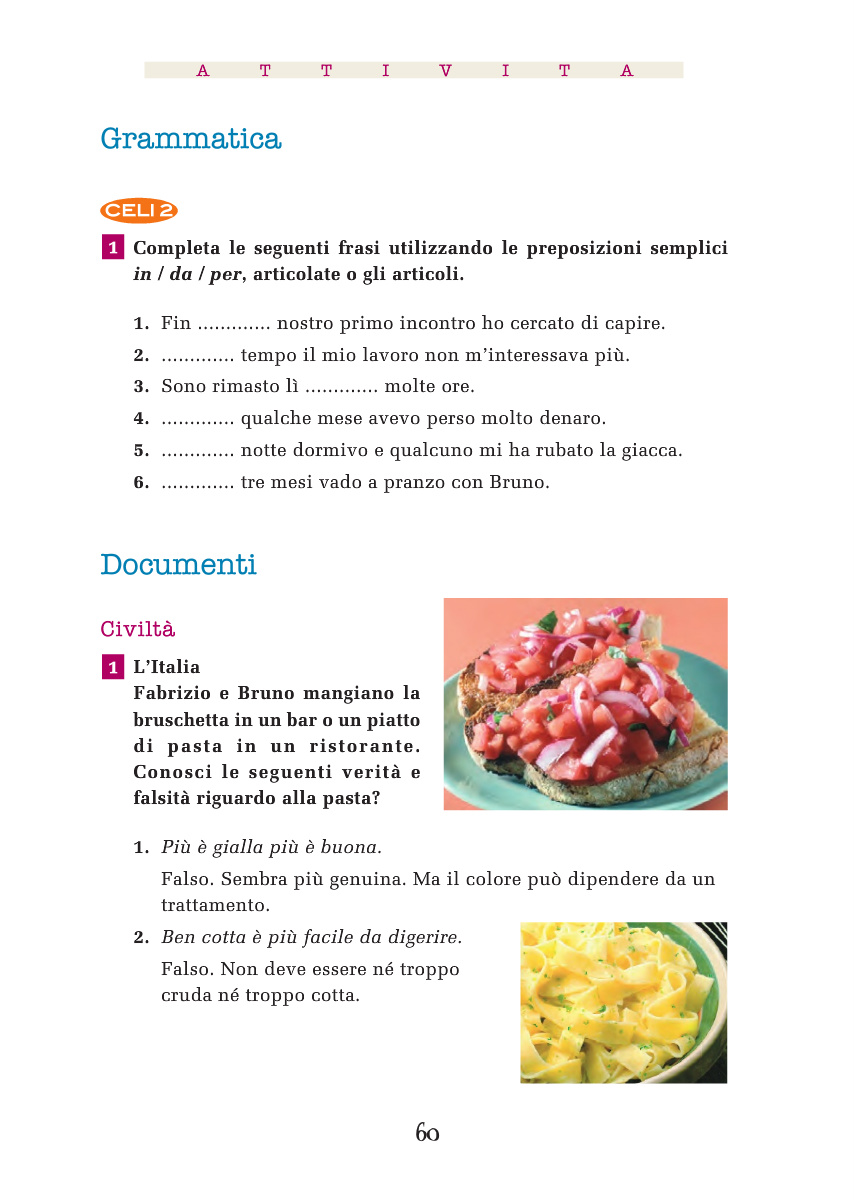 A T T I V I T A
Grammatica
CELI 2
1 Completa le seguenti frasi utilizzando le preposizioni semplici
in / da / per, articolate o gli articoli.
1. Fin ............. nostro primo incontro ho cercato di capire.
2. ............. tempo il mio lavoro non m’interessava più.
3. Sono rimasto lì ............. molte ore.
4. ............. qualche mese avevo perso molto denaro.
5. ............. notte dormivo e qualcuno mi ha rubato la giacca.
6. ............. tre mesi vado a pranzo con Bruno.
Documenti
Civiltà
1 L’Italia
Fabrizio e Bruno mangiano la
bruschetta in un bar o un piatto
di pasta in un ristorante.
Conosci le seguenti verità e
falsità riguardo alla pasta?
1. Più è gialla più è buona.
Falso. Sembra più genuina. Ma il colore può dipendere da un
trattamento.
2. Ben cotta è più facile da digerire.
Falso. Non deve essere né troppo
cruda né troppo cotta.
60